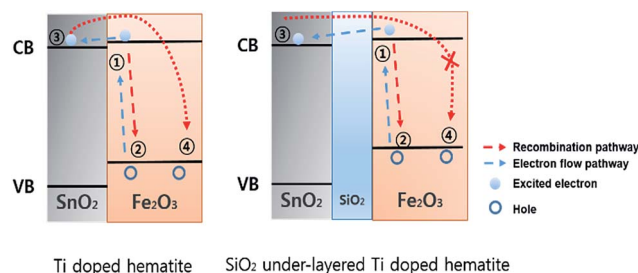 CB
VB
③
①
②
④
SnO₂
Fe₂O₃
Ti doped hematite
③
CB
①
②
④
VB
SnO₂
SiO₂
Fe₂O₃
SiO₂ under-layered Ti doped hematite
Recombination pathway
Electron flow pathway
Excited electron
Hole